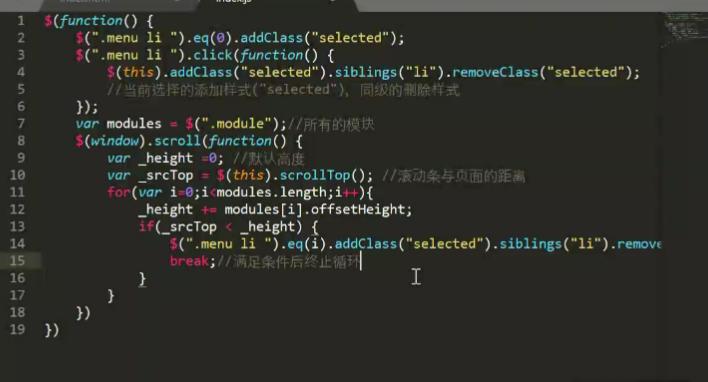 index.js
1 $(function() {
2 $(".menu li ").eq(0).addClass("selected");
3 $(".menu li ").click(function() {
4 $(this).addClass("selected").siblings("li").removeClass("selected");
5 //当前选择的添加样式("selected"), 同级的删除样式
6 });
7 var modules = $(".module");//所有的模块
8 $(window).scroll(function() {
9 var _height =0; //默认高度
10 var _srcTop = $(this).scrollTop(); //滚动条与页面的距离
11 for(var i=0;i<modules.length;i++){
12 _height += modules[i].offsetHeight;
13 if(_srcTop < _height) {
14 $(".menu li ").eq(i).addClass("selected").siblings("li").remove
15 break;//满足条件后终止循环
16 }
17 }
18 })
19 })